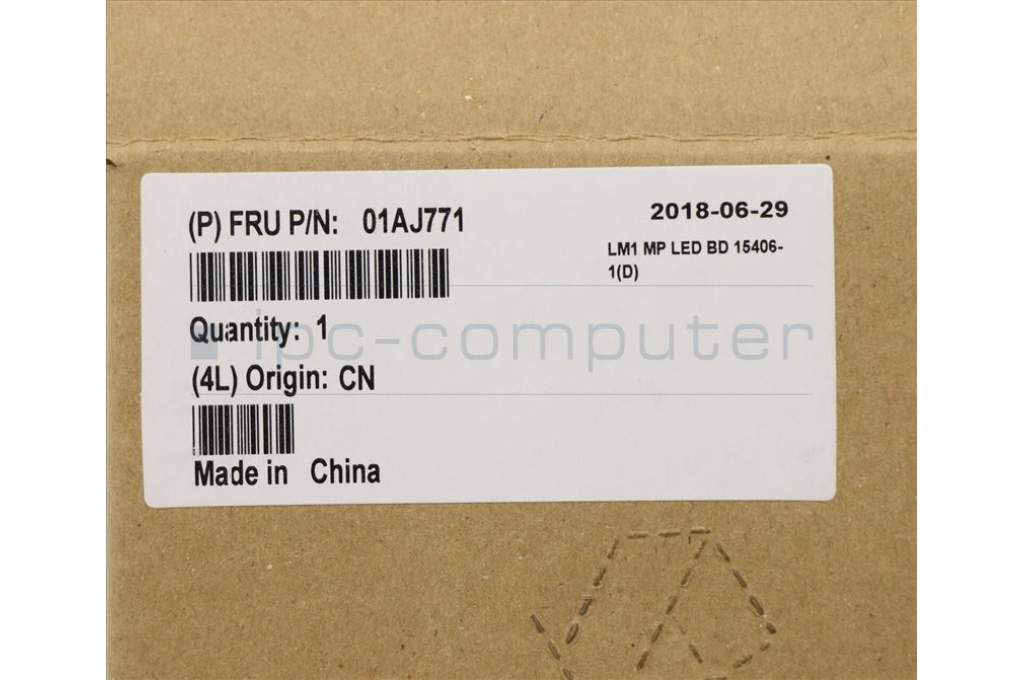 (P) FRU P/N: 01AJ771
2018-06-29
LM1 MP LED BD 15406-
1(D)
Quantity: 1
ipc-computer
(4L) Origin: CN
Made in China